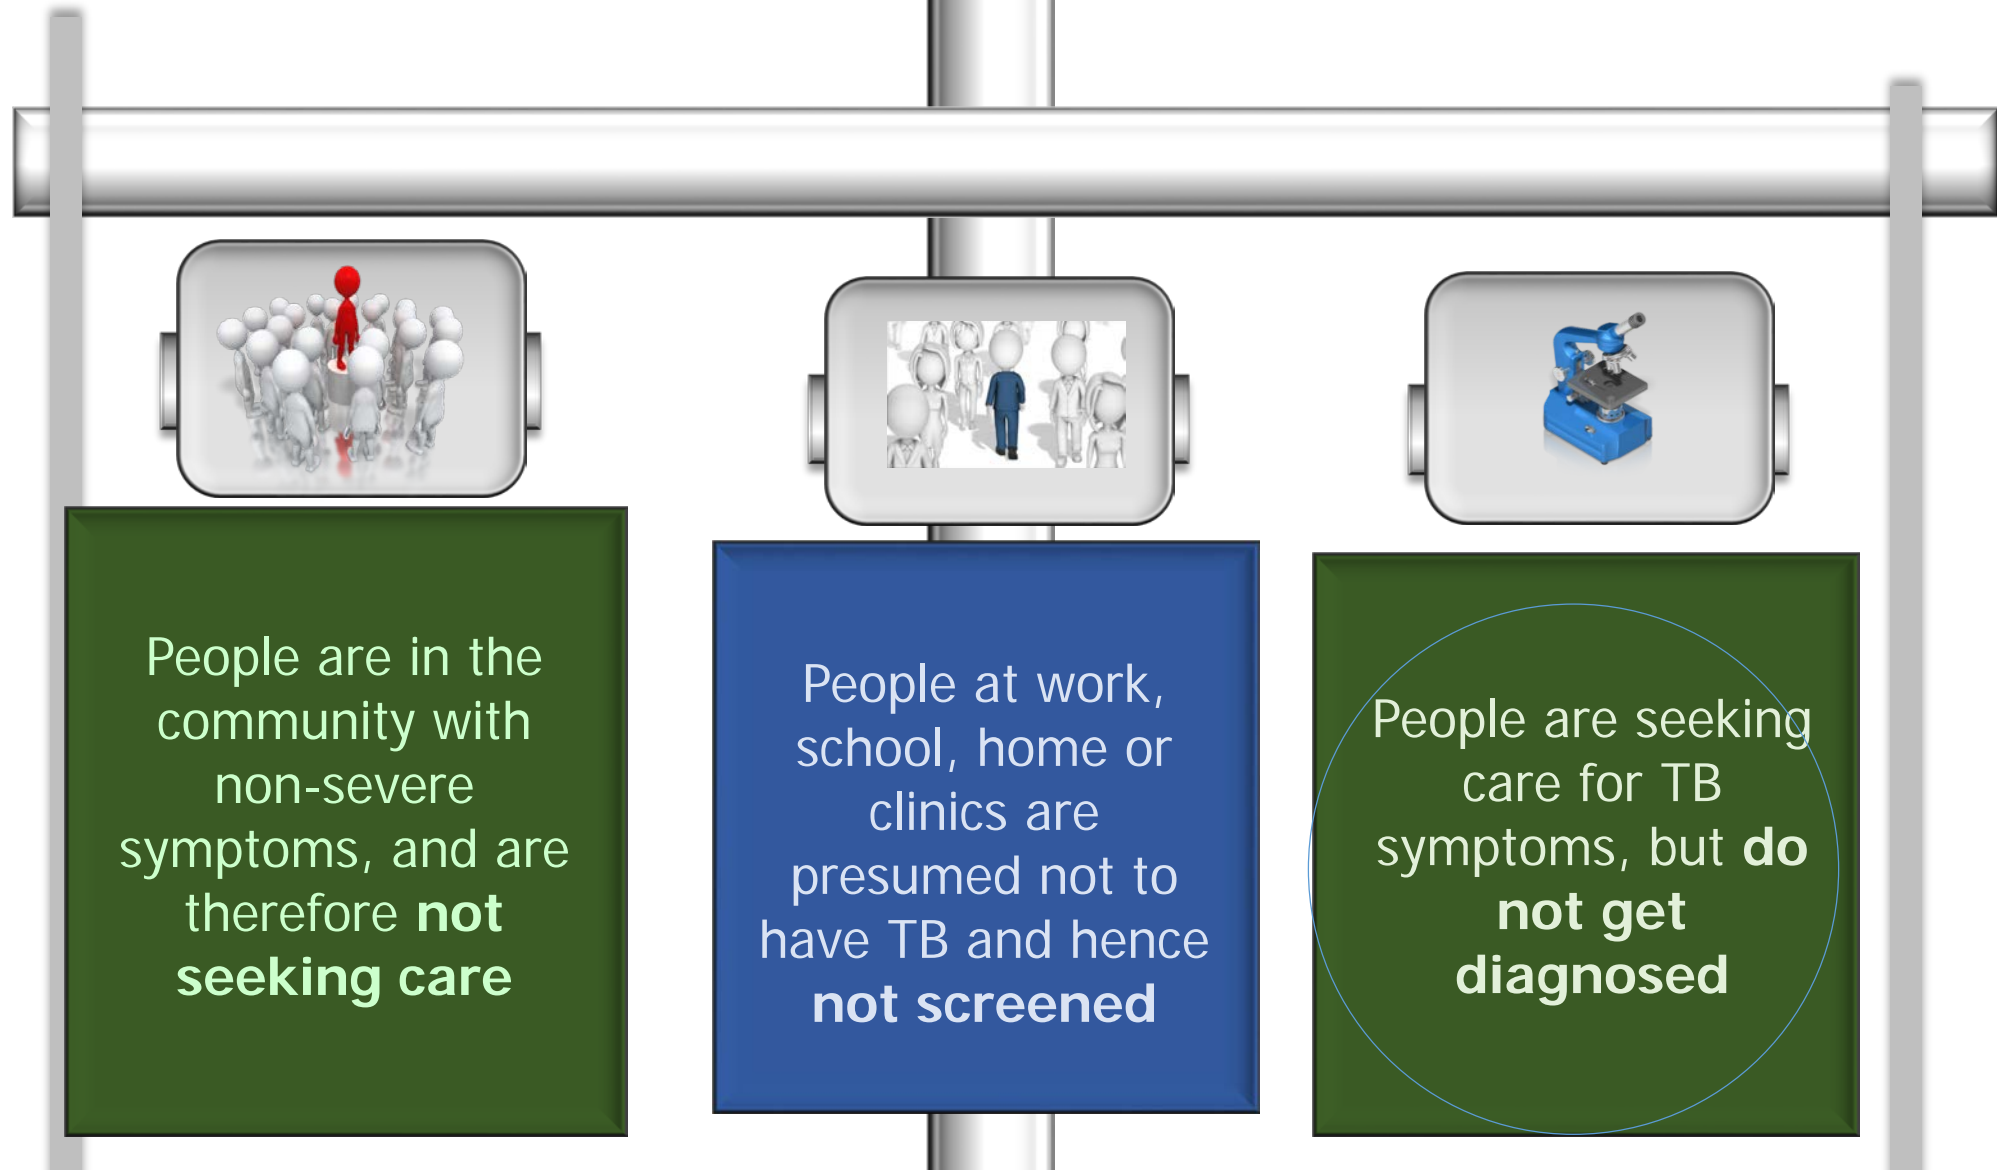 People are in the
community with
non-severe
symptoms, and are
therefore not
seeking care
People at work,
school, home or
clinics are
presumed not to
have TB and hence
not screened
People are seeking
care for TB
symptoms, but do
not get
diagnosed